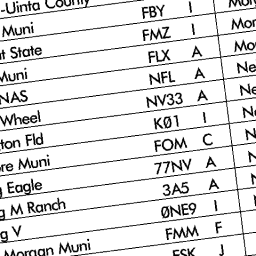 -Uinta County
Muni FBY I
t State FMZ I Mo
Muni FLX A Mo
NAS NFL A Ne
Wheel NV33 A Ne
ton Fld KØ1 I Ne
re Muni FOM C N
g Eagle 77NV A N
g M Ranch 3A5 A N
g V ØNE9 I
Morgan Muni FMM F
FSK J